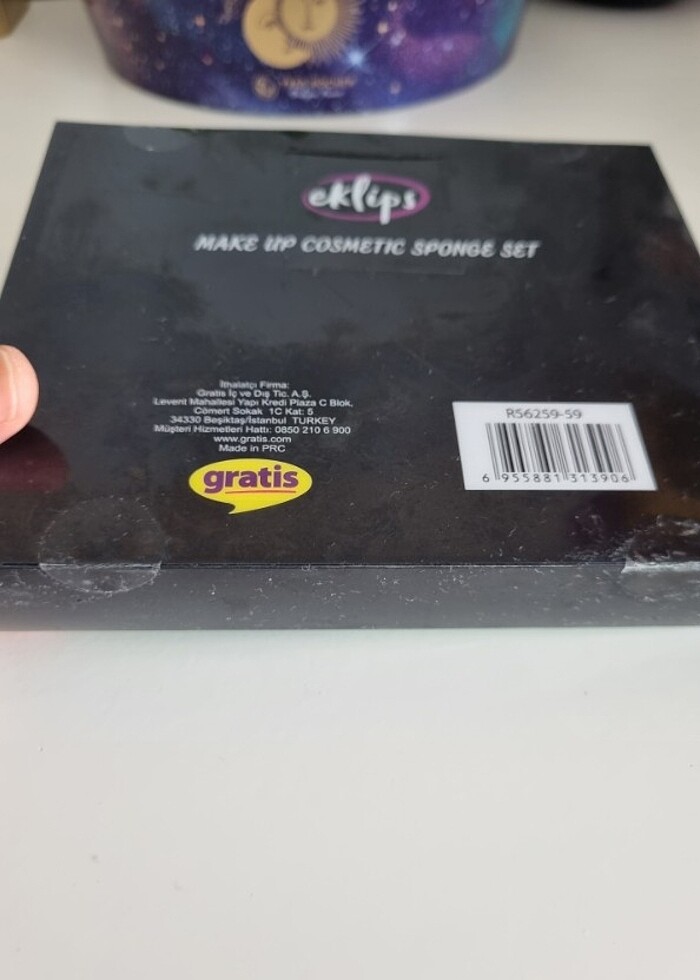 eklips
MAKE UP COSMETIC SPONGE SET
İthalatçı Firma:
Gratis İç ve Dış Tic. A.Ş.
Levent Mahallesi Yapı Kredi Plaza C Blok,
Cömert Sokak 1C Kat: 5
34330 Beşiktaş/İstanbul TURKEY
Müşteri Hizmetleri Hattı: 0850 210 6 900
www.gratis.com
Made in PRC
gratis
R56259-59
6 955881 313906